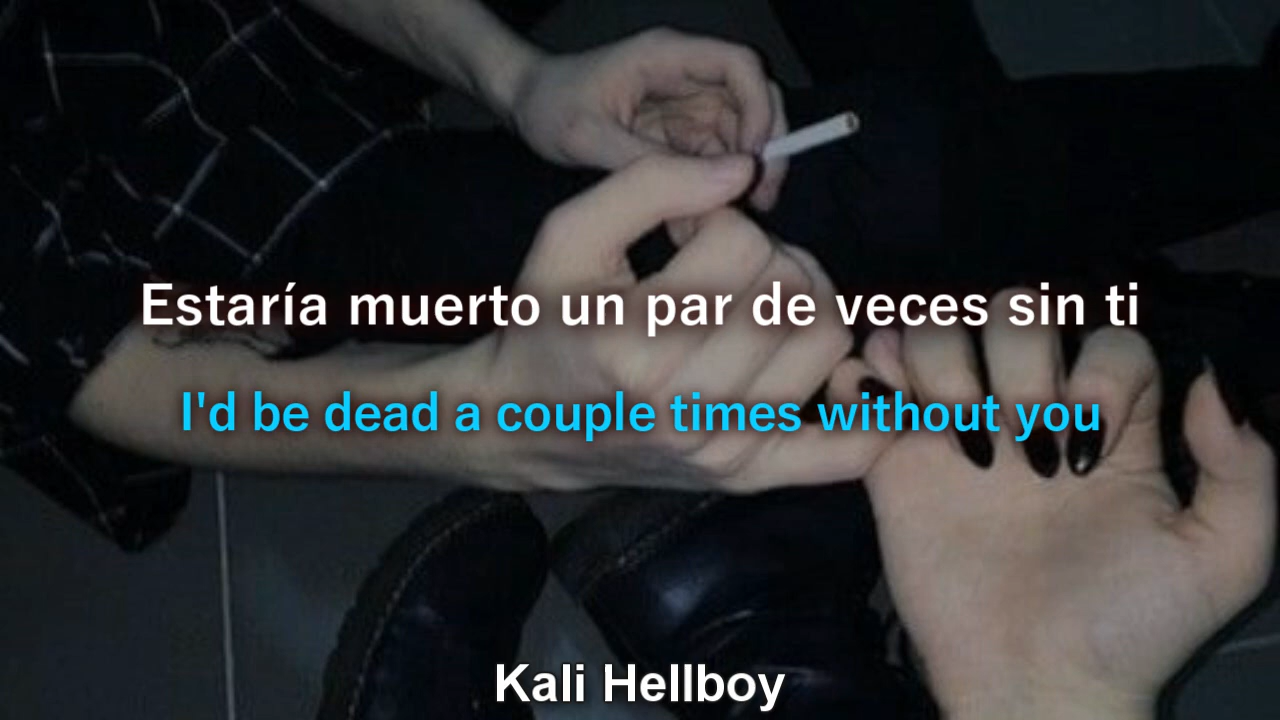 Estaría muerto un par de veces sin ti
I'd be dead a couple times without you
Kali Hellboy